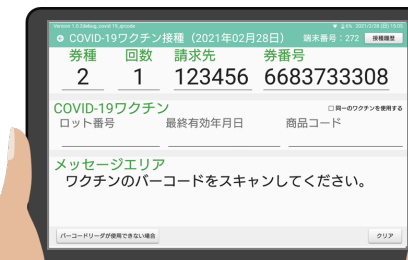 Version 1.0.0debug_covid 19_qrcode
COVID-19ワクチン接種（2021年02月28日） 端末番号：272 接種履歴
券種 回数 請求先 券番号
2 1 123456 6683733308
COVID-19ワクチン □同一のワクチンを使用する
ロット番号 最終有効年月日 商品コード
メッセージエリア
ワクチンのバーコードをスキャンしてください。
バーコードリーダが使用できない場合 クリア